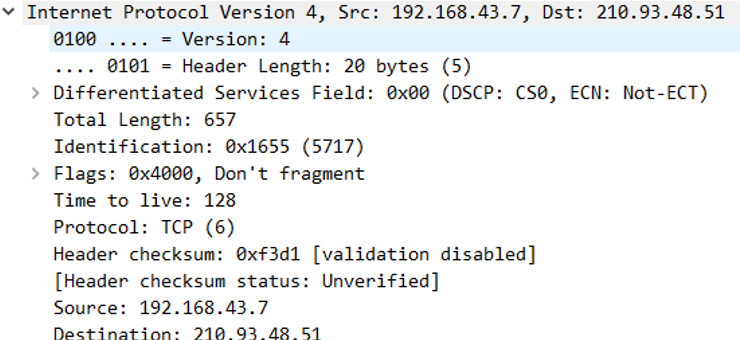 Internet Protocol Version 4, Src: 192.168.43.7, Dst: 210.93.48.51
0100 .... = Version: 4
.... 0101 = Header Length: 20 bytes (5)
Differentiated Services Field: 0x00 (DSCP: CS0, ECN: Not-ECT)
Total Length: 657
Identification: 0x1655 (5717)
Flags: 0x4000, Don't fragment
Time to live: 128
Protocol: TCP (6)
Header checksum: 0xf3d1 [validation disabled]
[Header checksum status: Unverified]
Source: 192.168.43.7
Destination: 210.93.48.51